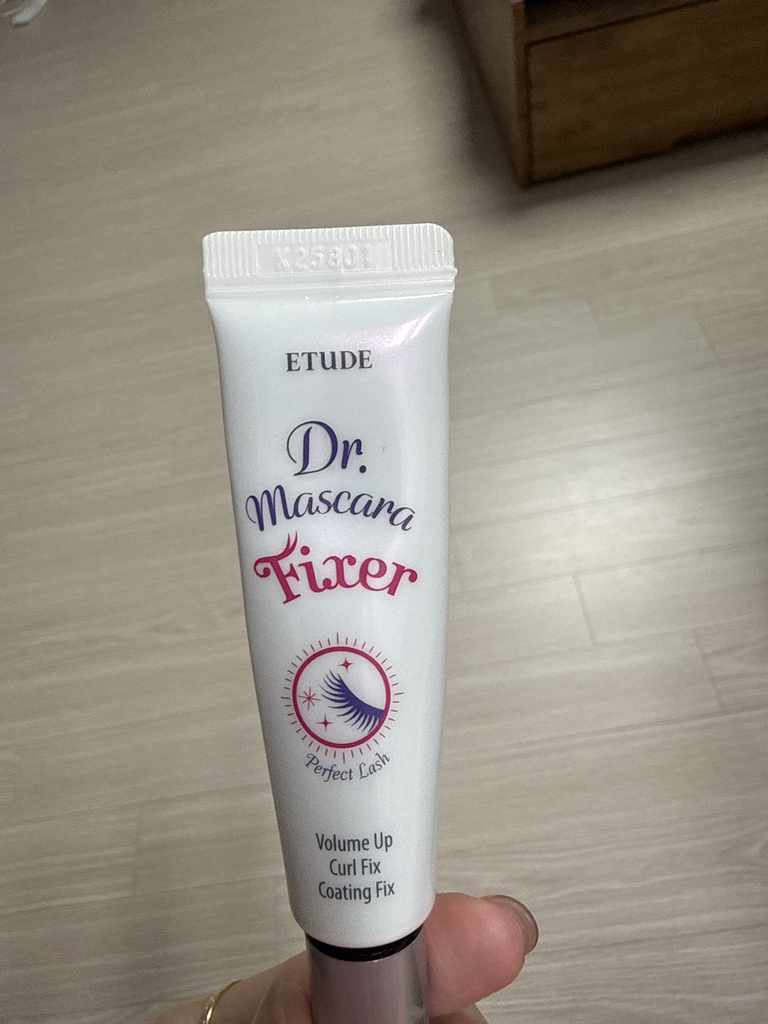 K25801
ETUDE
Dr.
Mascara
Fixer
Perfect Lash
Volume Up
Curl Fix
Coating Fix